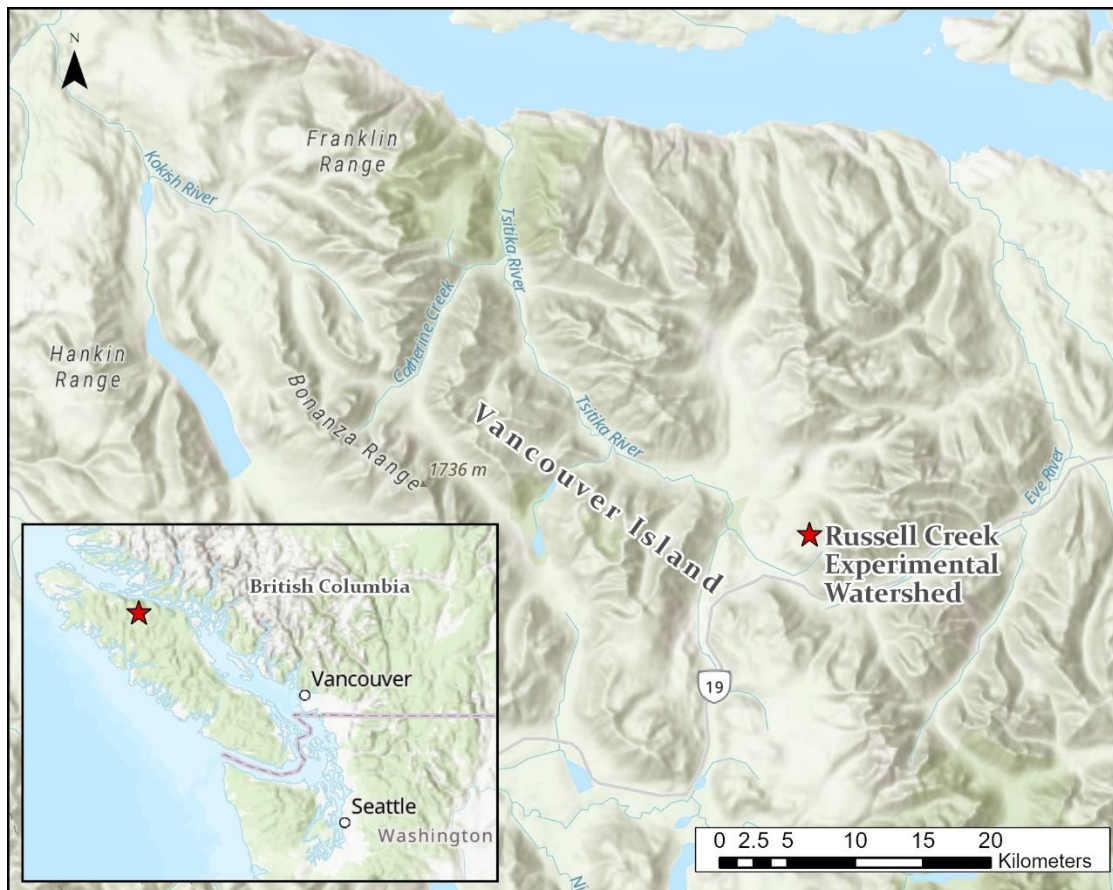 N
Franklin
Range
Kokish River
Tsitika River
Catherine Creek
Hankin
Range
Bonanza Range
1736 m
Vancouver Island
Tsitika River
Eve River
Russell Creek
Experimental
Watershed
19
British Columbia
Vancouver
Seattle
Washington
0 2.5 5 10 15 20
Kilometers